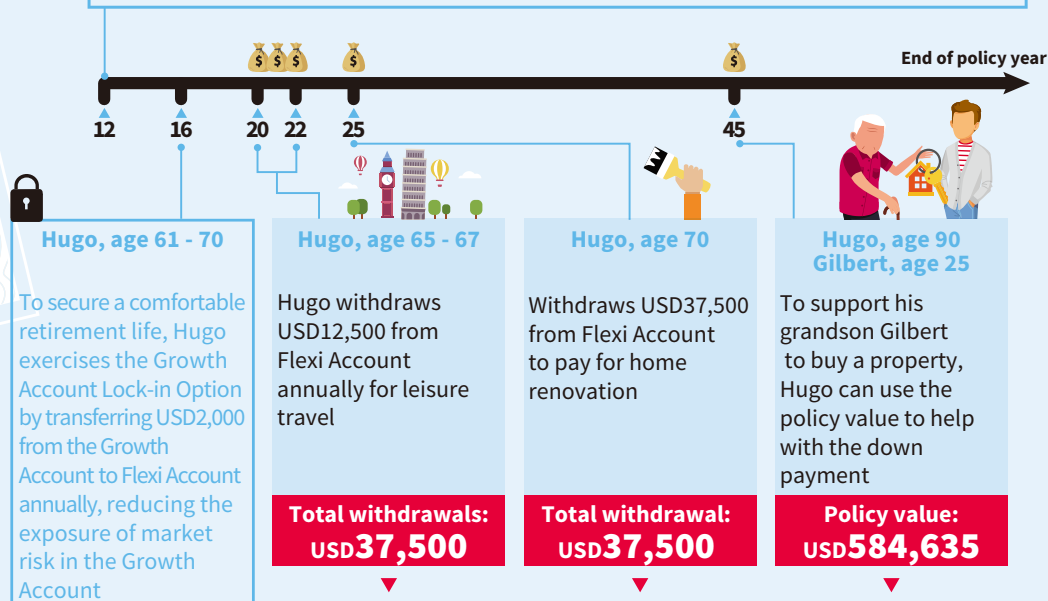 End of policy year
12
16
20
22
25
45
Hugo, age 61 - 70
To secure a comfortable
retirement life, Hugo
exercises the Growth
Account Lock-in Option
by transferring USD2,000
from the Growth
Account to Flexi Account
annually, reducing the
exposure of market
risk in the Growth
Account
Hugo, age 65 - 67
Hugo withdraws
USD12,500 from
Flexi Account
annually for leisure
travel
Total withdrawals:
USD37,500
Hugo, age 70
Withdraws USD37,500
from Flexi Account
to pay for home
renovation
Total withdrawal:
USD37,500
Hugo, age 90
Gilbert, age 25
To support his
grandson Gilbert
to buy a property,
Hugo can use the
policy value to help
with the down
payment
Policy value:
USD584,635